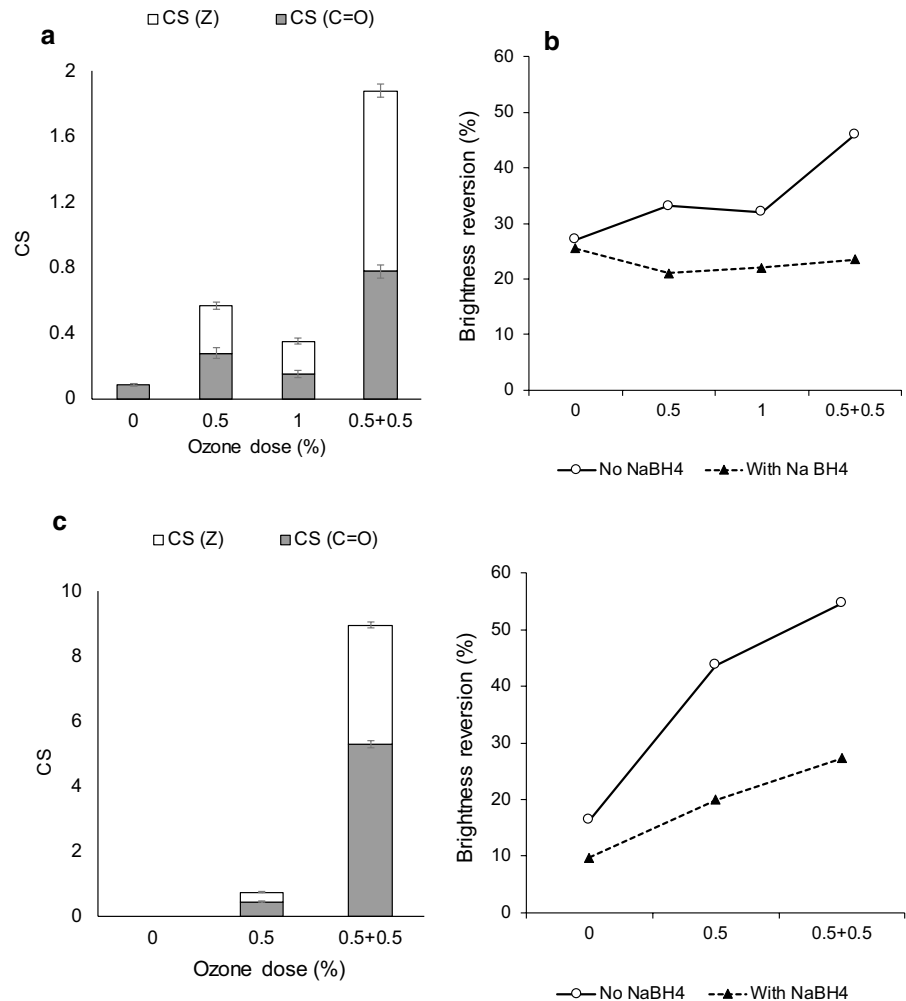 CS (Z) CS (C=O)
a
2
1.6
1.2
0.8
0.4
0
CS
0 0.5 1 0.5+0.5
Ozone dose (%)
b
60
50
40
30
20
10
0
Brightness reversion (%)
0 0.5 1 0.5+0.5
No NaBH4 With Na BH4
c
CS (Z) CS (C=O)
10
8
6
4
2
0
CS
0 0.5 0.5+0.5
Ozone dose (%)
60
50
40
30
20
10
0
Brightness reversion (%)
0 0.5 0.5+0.5
No NaBH4 With NaBH4